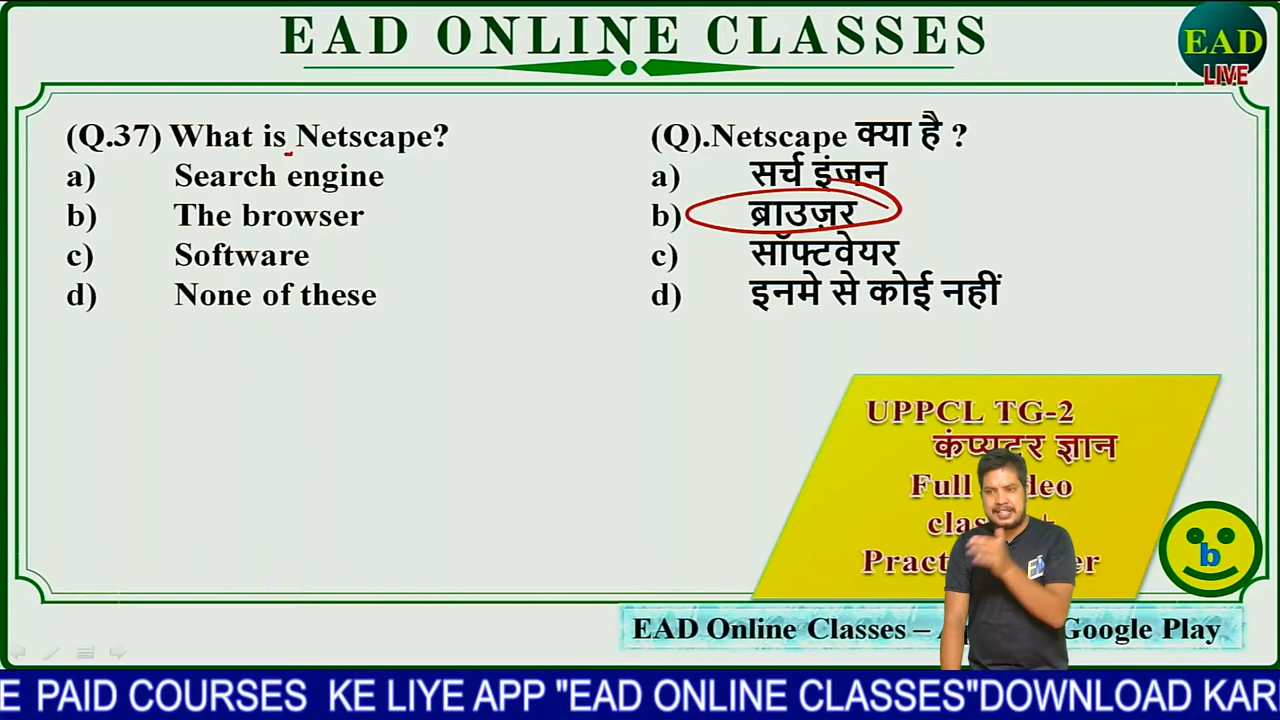 EAD ONLINE CLASSES
EAD
LIVE
(Q.37) What is Netscape?
a) Search engine
b) The browser
c) Software
d) None of these
(Q).Netscape क्या है ?
a) सर्च इंजन
b) ब्राउज़र
c) सॉफ्टवेयर
d) इनमे से कोई नहीं
UPPCL TG-2
कंप्यूटर ज्ञान
Full
b
EAD Online Classes – Google Play
E PAID COURSES KE LIYE APP "EAD ONLINE CLASSES"DOWNLOAD KAR